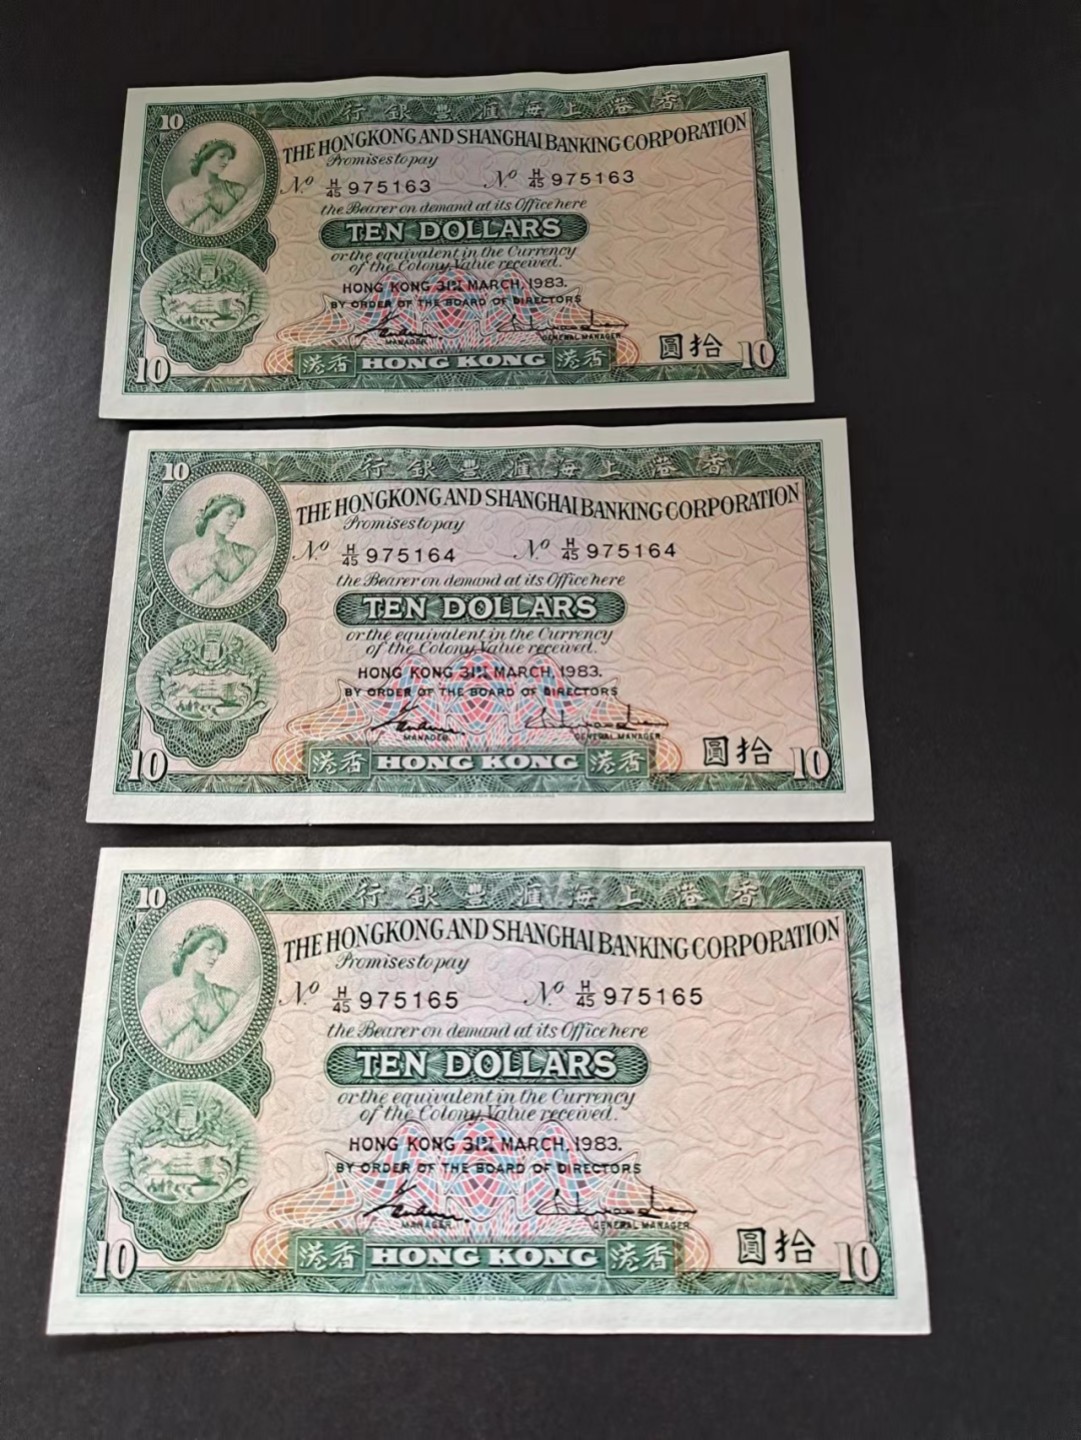 行銀豐滙海上港香
10
THE HONGKONG AND SHANGHAI BANKING CORPORATION
Promises to pay
No H/45 975163 No H/45 975163
the Bearer on demand at its Office here
TEN DOLLARS
or the equivalent in the Currency
of the Colony Value received.
HONG KONG 31ST MARCH, 1983.
BY ORDER OF THE BOARD OF DIRECTORS
MANAGER GENERAL MANAGER
圓拾
10 港香 HONG KONG 港香 10
行銀豐滙海上港香
10
THE HONGKONG AND SHANGHAI BANKING CORPORATION
Promises to pay
No H/45 975164 No H/45 975164
the Bearer on demand at its Office here
TEN DOLLARS
or the equivalent in the Currency
of the Colony Value received.
HONG KONG 31ST MARCH, 1983.
BY ORDER OF THE BOARD OF DIRECTORS
MANAGER GENERAL MANAGER
圓拾
10 港香 HONG KONG 港香 10
行銀豐滙海上港香
10
THE HONGKONG AND SHANGHAI BANKING CORPORATION
Promises to pay
No H/45 975165 No H/45 975165
the Bearer on demand at its Office here
TEN DOLLARS
or the equivalent in the Currency
of the Colony Value received.
HONG KONG 31ST MARCH, 1983.
BY ORDER OF THE BOARD OF DIRECTORS
MANAGER GENERAL MANAGER
圓拾
10 港香 HONG KONG 港香 10